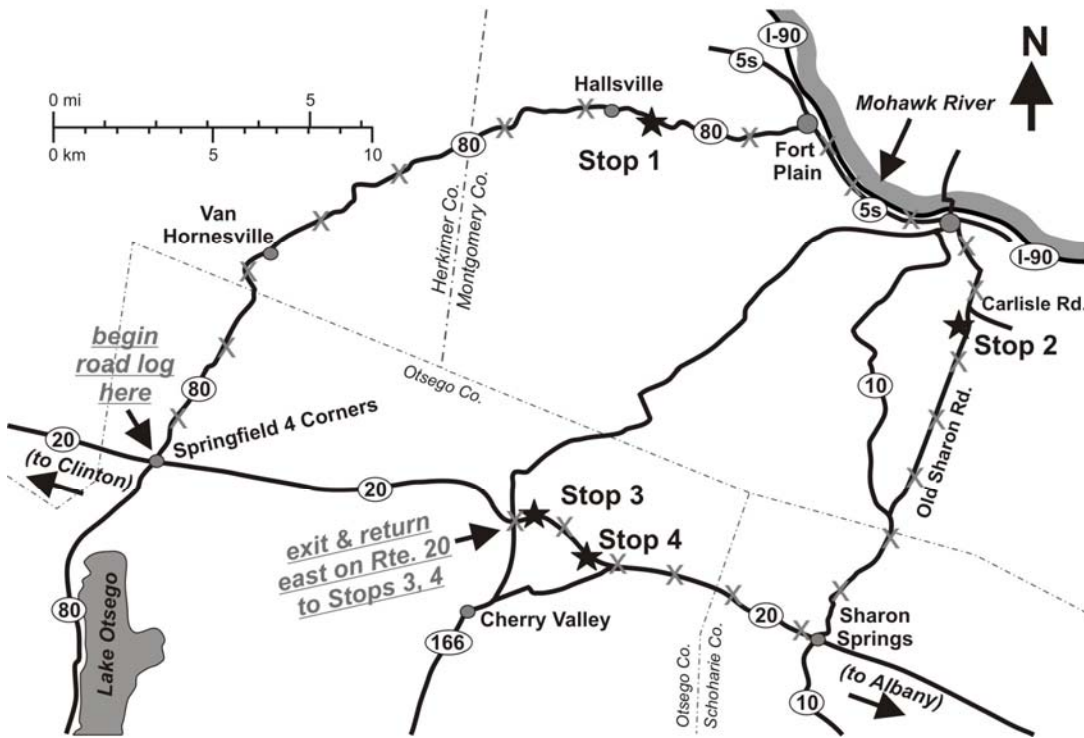 I-90
5s
N
0 mi
5
0 km
5
10
Hallsville
Mohawk River
80
80
Stop 1
Fort
Plain
Van
Hornesville
Herkimer Co.
Montgomery Co.
5s
I-90
Carlisle Rd.
Stop 2
begin
road log
here
80
Otsego Co.
10
Old Sharon Rd.
Springfield 4 Corners
20
(to Clinton)
20
Stop 3
exit & return
east on Rte. 20
to Stops 3, 4
Stop 4
80
Lake Otsego
Cherry Valley
166
Otsego Co.
Schoharie Co.
20
Sharon
Springs
(to Albany)
10